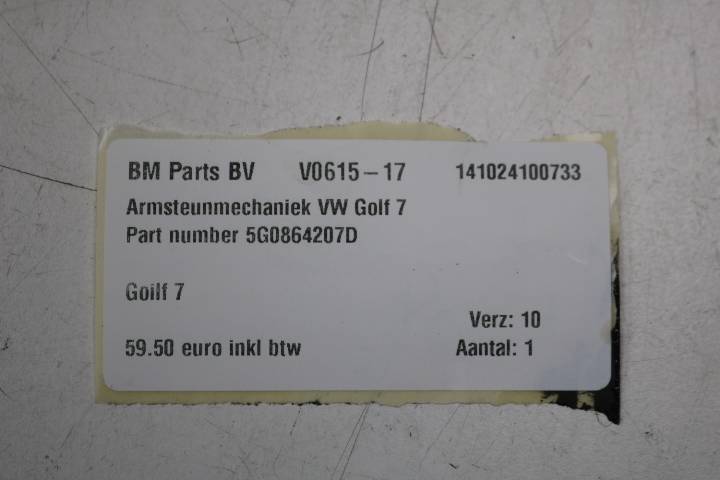 BM Parts BV V0615-17 141024100733
Armsteunmechaniek VW Golf 7
Part number 5G0864207D
Goilf 7
Verz: 10
59.50 euro inkl btw Aantal: 1